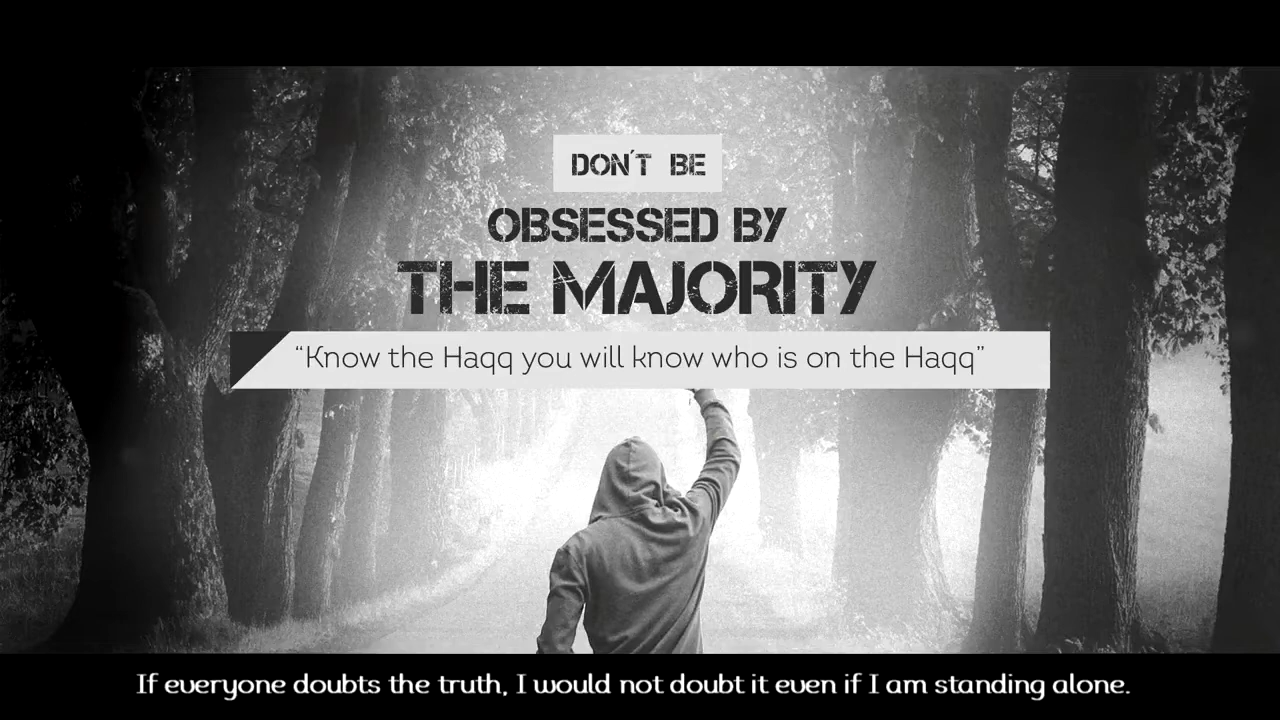 DON'T BE
OBSESSED BY
THE MAJORITY
“Know the Haqq you will know who is on the Haqq”
If everyone doubts the truth, I would not doubt it even if I am standing alone.